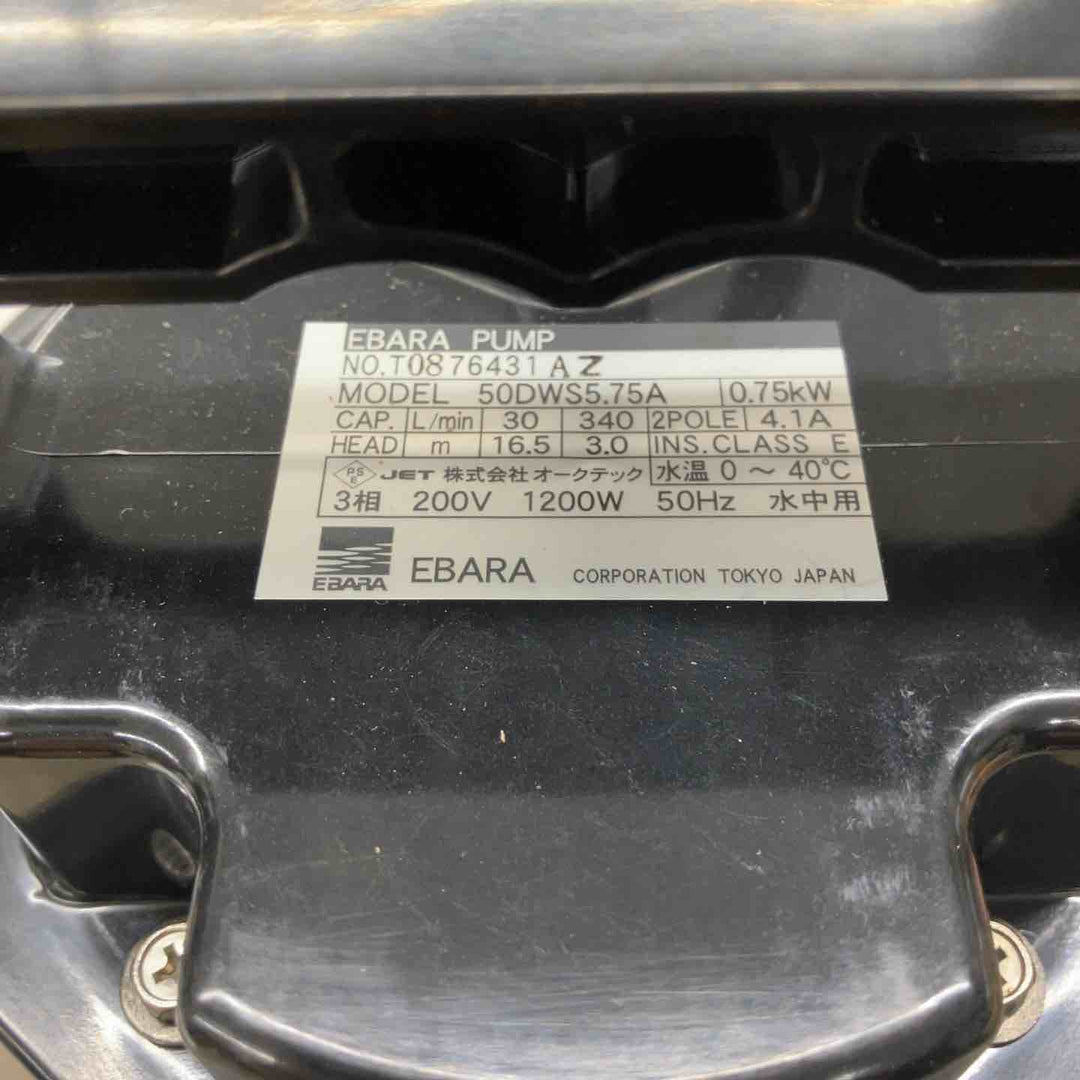 EBARA PUMP
NO.T0876431AZ
MODEL 50DWS5.75A 0.75kW
CAP. L/min 30 340 2POLE 4.1A
HEAD m 16.5 3.0 INS.CLASS E
PS E JET 株式会社オークテック 水温 0 ～ 40℃
3相 200V 1200W 50Hz 水中用
EBARA EBARA CORPORATION TOKYO JAPAN